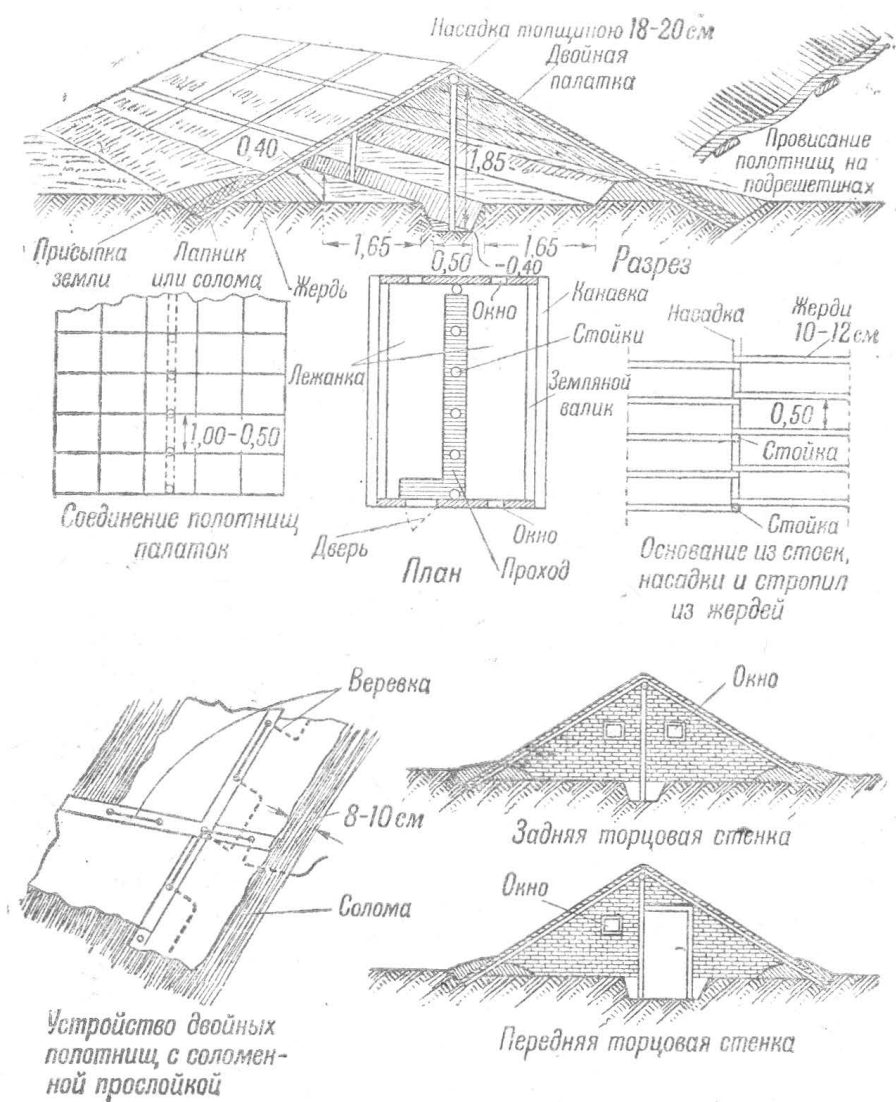 Насадка толщиною 18-20 см
Двойная
палатка
0,40
1,85
Провисание
полотнищ на
подрешетинах
Присыпка
земли
Лапник
или солома
Жердь
1,65
0,50
0,40
1,65
Разрез
Окно
Канавка
Стойки
Лежанка
Земляной
валик
Насадка
Жерди
10-12 см
1,00-0,50
0,50
Стойка
Стойка
Соединение полотнищ
палаток
Дверь
План
Проход
Окно
Основание из стоек,
насадки и стропил
из жердей
Веревка
8-10 см
Солома
Устройство двойных
полотнищ с соломен-
ной прослойкой
Окно
Задняя торцовая стенка
Окно
Передняя торцовая стенка